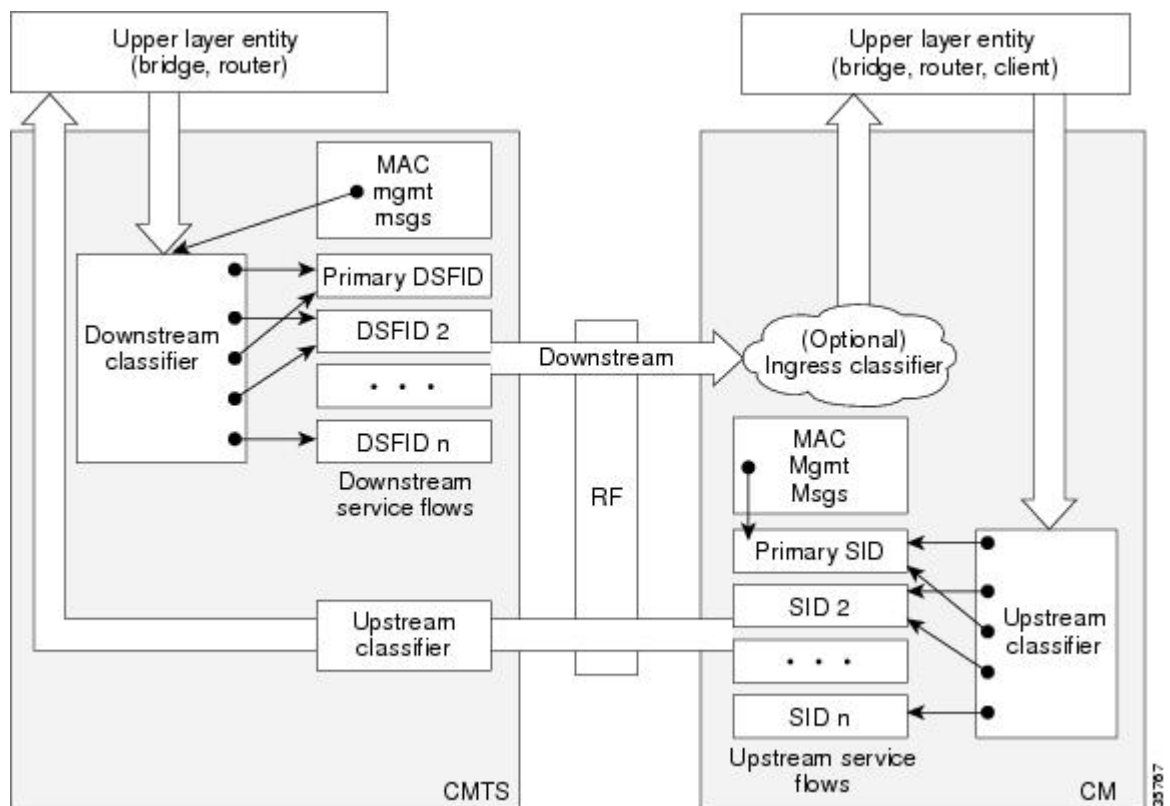 Upper layer entity
(bridge, router)
Upper layer entity
(bridge, router, client)
MAC
mgmt
msgs
Primary DSFID
Downstream
classifier
DSFID 2
. . .
DSFID n
Downstream
service flows
Downstream
(Optional)
Ingress classifier
RF
MAC
Mgmt
Msgs
Primary SID
SID 2
. . .
SID n
Upstream
classifier
Upstream
classifier
Upstream service
flows
CMTS
CM